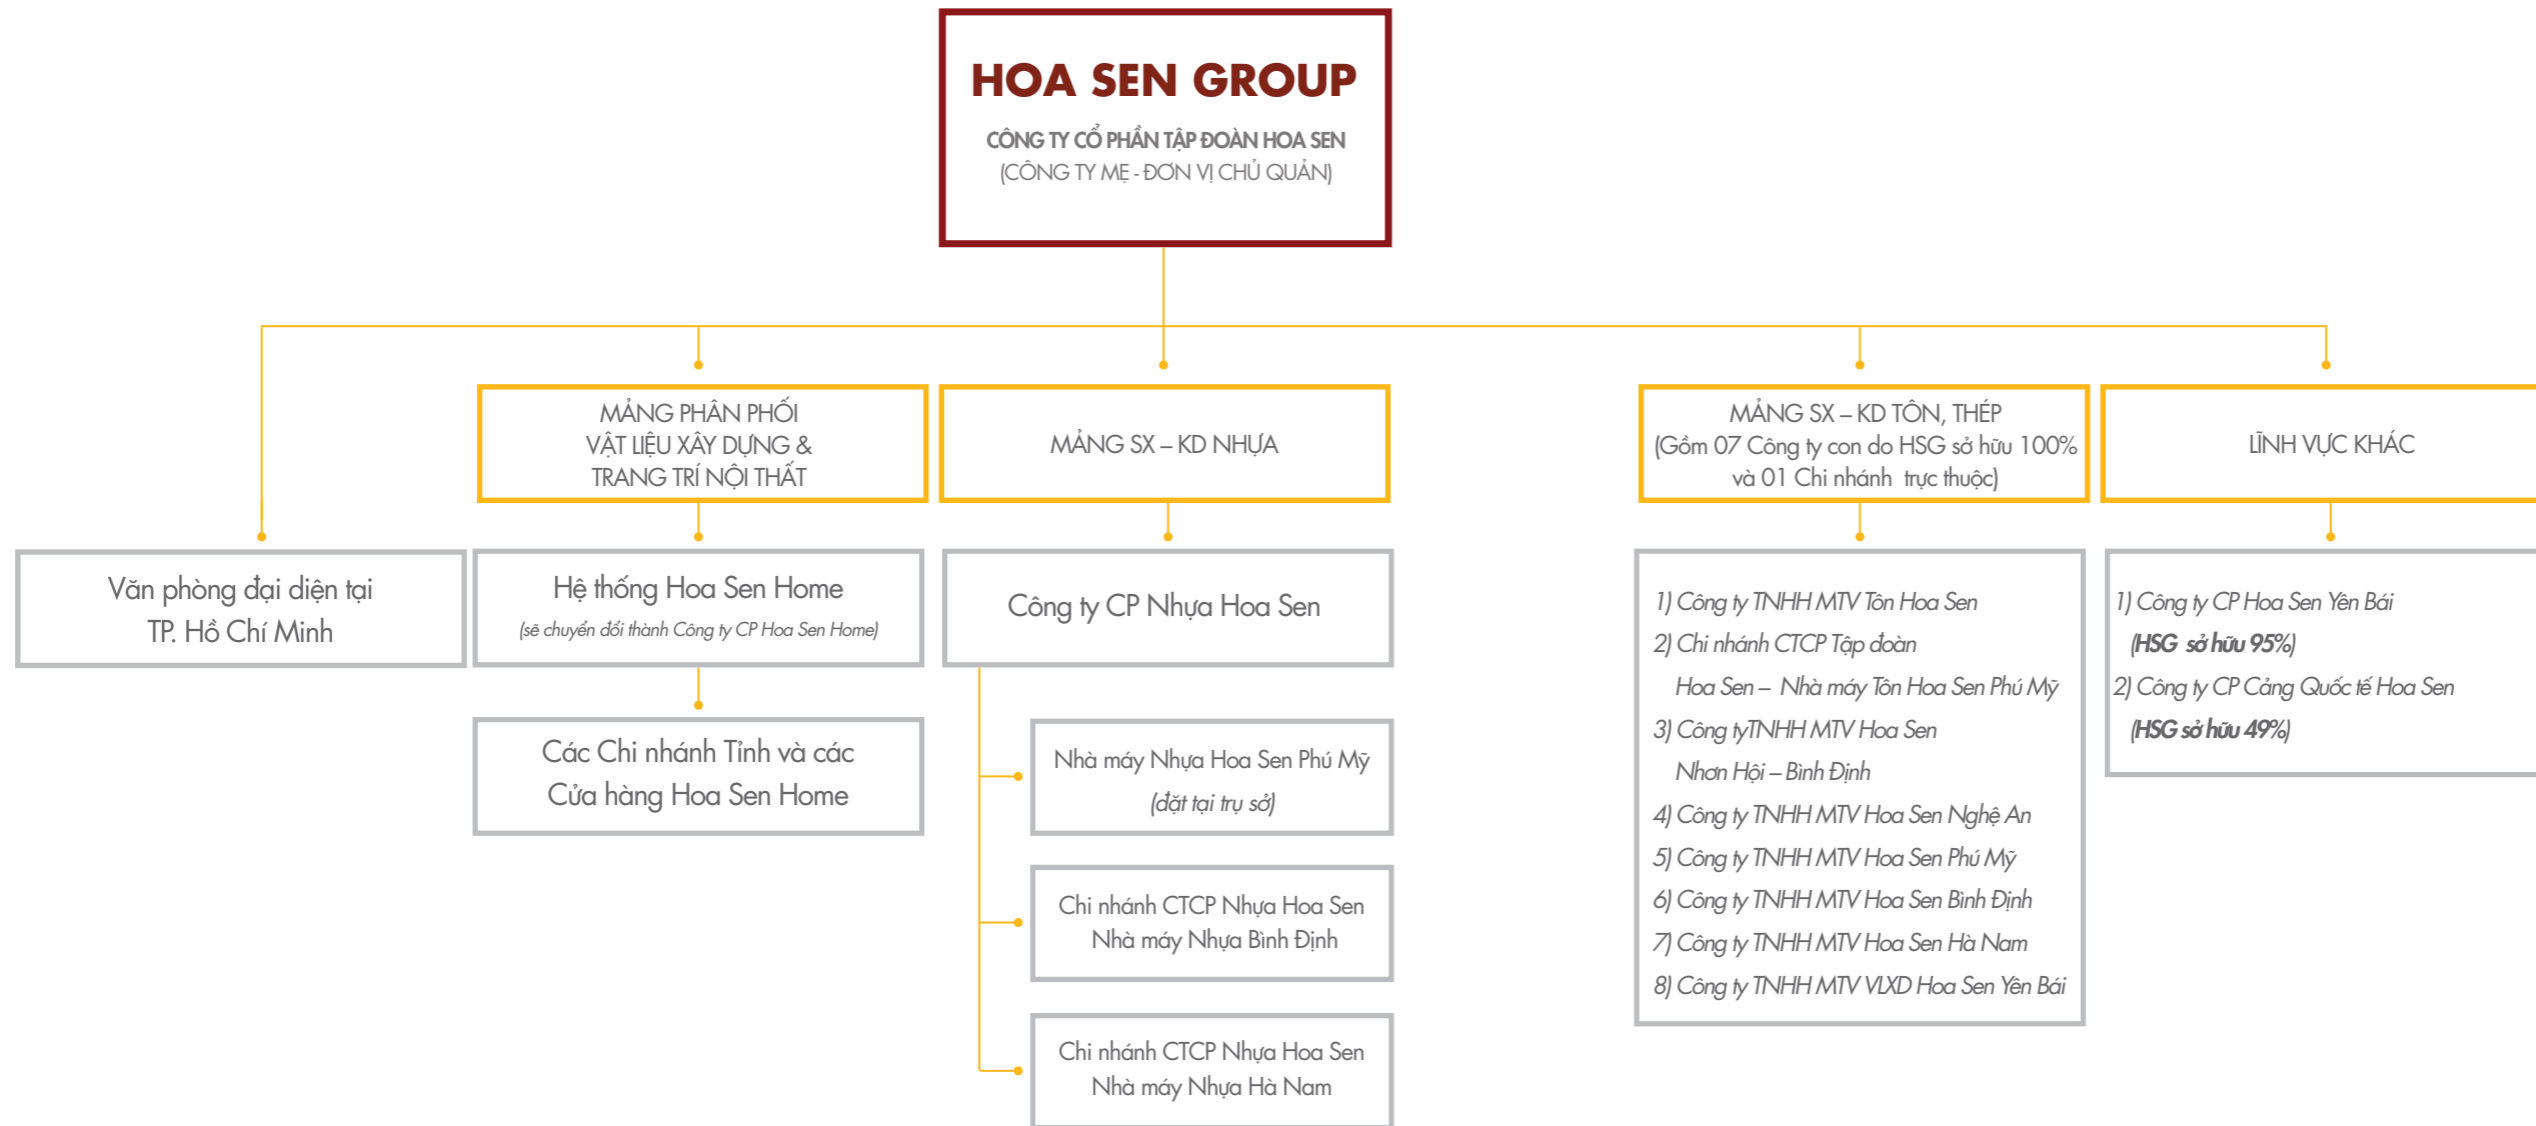 HOA SEN GROUP
CÔNG TY CỔ PHẦN TẬP ĐOÀN HOA SEN
(CÔNG TY MẸ - ĐƠN VỊ CHỦ QUẢN)
Văn phòng đại diện tại
TP. Hồ Chí Minh
MẢNG PHÂN PHỐI
VẬT LIỆU XÂY DỰNG &
TRANG TRÍ NỘI THẤT
Hệ thống Hoa Sen Home
(sẽ chuyển đổi thành Công ty CP Hoa Sen Home)
Các Chi nhánh Tỉnh và các
Cửa hàng Hoa Sen Home
MẢNG SX – KD NHỰA
Công ty CP Nhựa Hoa Sen
Nhà máy Nhựa Hoa Sen Phú Mỹ
(đặt tại trụ sở)
Chi nhánh CTCP Nhựa Hoa Sen
Nhà máy Nhựa Bình Định
Chi nhánh CTCP Nhựa Hoa Sen
Nhà máy Nhựa Hà Nam
MẢNG SX – KD TÔN, THÉP
(Gồm 07 Công ty con do HSG sở hữu 100%
và 01 Chi nhánh trực thuộc)
1) Công ty TNHH MTV Tôn Hoa Sen
2) Chi nhánh CTCP Tập đoàn
Hoa Sen – Nhà máy Tôn Hoa Sen Phú Mỹ
3) Công tyTNHH MTV Hoa Sen
Nhơn Hội – Bình Định
4) Công ty TNHH MTV Hoa Sen Nghệ An
5) Công ty TNHH MTV Hoa Sen Phú Mỹ
6) Công ty TNHH MTV Hoa Sen Bình Định
7) Công ty TNHH MTV Hoa Sen Hà Nam
8) Công ty TNHH MTV VLXD Hoa Sen Yên Bái
LĨNH VỰC KHÁC
1) Công ty CP Hoa Sen Yên Bái
(HSG sở hữu 95%)
2) Công ty CP Cảng Quốc tế Hoa Sen
(HSG sở hữu 49%)